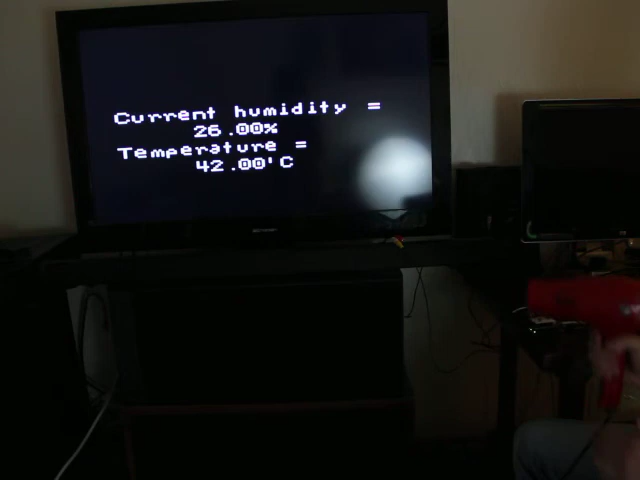 Current humidity =
26.00%
Temperature =
42.00'C